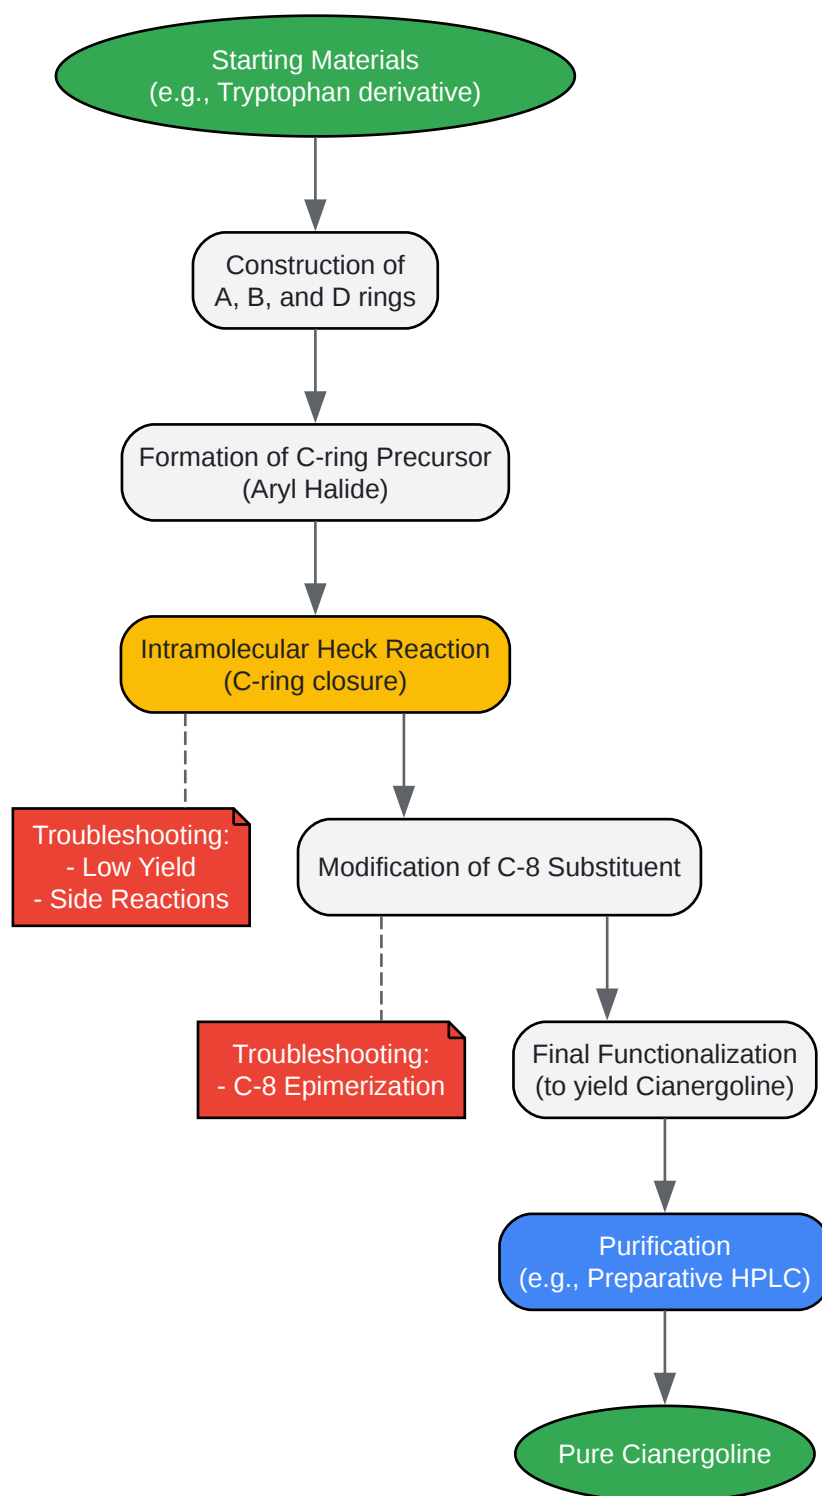 Starting Materials
(e.g., Tryptophan derivative)
Construction of
A, B, and D rings
Formation of C-ring Precursor
(Aryl Halide)
Intramolecular Heck Reaction
(C-ring closure)
Troubleshooting:
- Low Yield
- Side Reactions
Modification of C-8 Substituent
Troubleshooting:
- C-8 Epimerization
Final Functionalization
(to yield Cianergoline)
Purification
(e.g., Preparative HPLC)
Pure Cianergoline